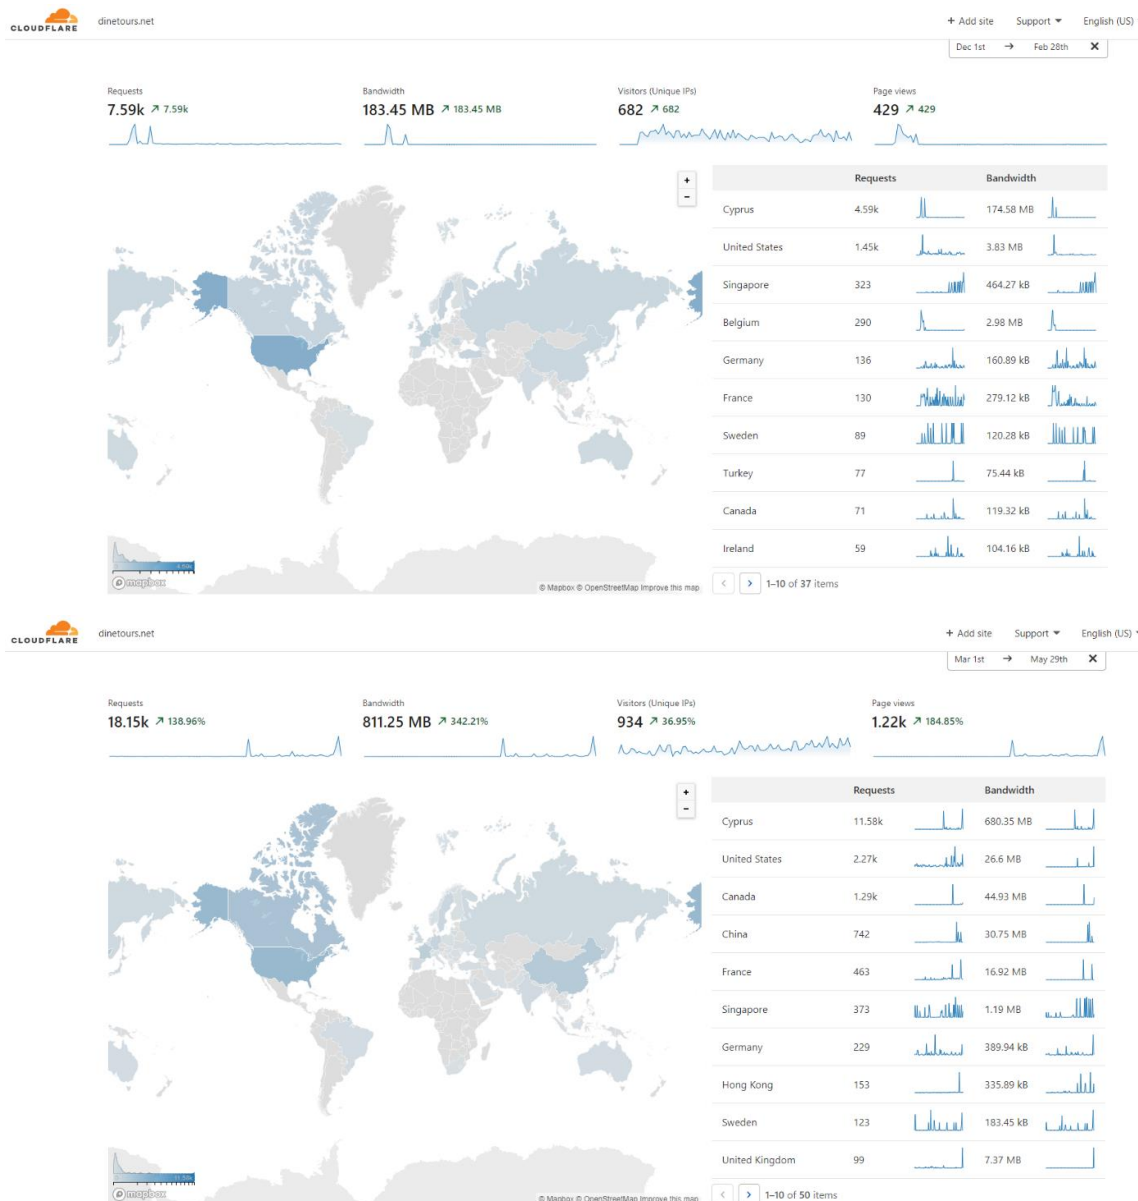 CLOUDFLARE
dinetours.net
+ Add site Support English (US)
Dec 1st → Feb 28th X
Requests Bandwidth Visitors (Unique IPs) Page views
7.59k ↗ 7.59k 183.45 MB ↗ 183.45 MB 682 ↗ 682 429 ↗ 429
+
−
Requests Bandwidth
Cyprus 4.59k 174.58 MB
United States 1.45k 3.83 MB
Singapore 323 464.27 kB
Belgium 290 2.98 MB
Germany 136 160.89 kB
France 130 279.12 kB
Sweden 89 120.28 kB
Turkey 77 75.44 kB
Canada 71 119.32 kB
Ireland 59 104.16 kB
4.59k
mapbox
© Mapbox © OpenStreetMap Improve this map
< > 1–10 of 37 items
CLOUDFLARE
dinetours.net
+ Add site Support English (US)
Mar 1st → May 29th X
Requests Bandwidth Visitors (Unique IPs) Page views
18.15k ↗ 138.96% 811.25 MB ↗ 342.21% 934 ↗ 36.95% 1.22k ↗ 184.85%
+
−
Requests Bandwidth
Cyprus 11.58k 680.35 MB
United States 2.27k 26.6 MB
Canada 1.29k 44.93 MB
China 742 30.75 MB
France 463 16.92 MB
Singapore 373 1.19 MB
Germany 229 389.94 kB
Hong Kong 153 335.89 kB
Sweden 123 183.45 kB
United Kingdom 99 7.37 MB
mapbox
© Mapbox © OpenStreetMap Improve this map
< > 1–10 of 50 items